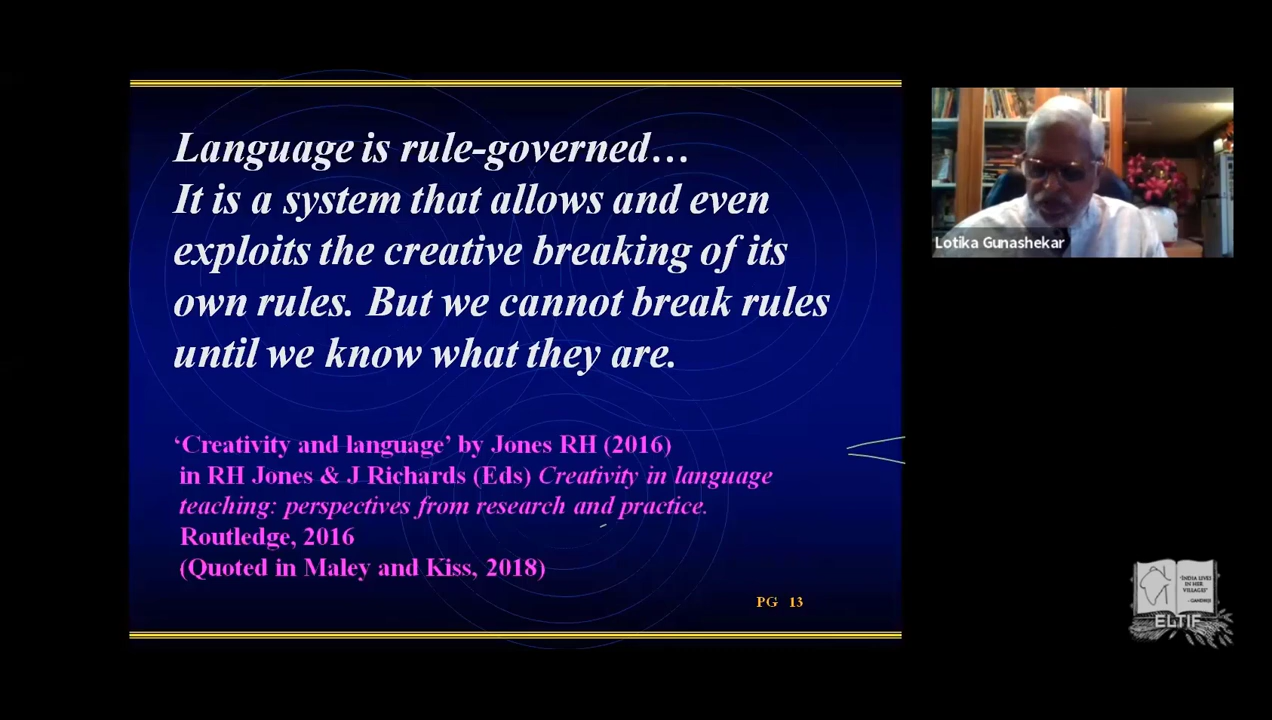 Language is rule-governed…
It is a system that allows and even
exploits the creative breaking of its
own rules. But we cannot break rules
until we know what they are.
‘Creativity and language’ by Jones RH (2016)
in RH Jones & J Richards (Eds) Creativity in language
teaching: perspectives from research and practice.
Routledge, 2016
(Quoted in Maley and Kiss, 2018)
PG 13
Lotika Gunashekar
"INDIA LIVES
IN HER
VILLAGES"
- GANDHIJI
ELTIF